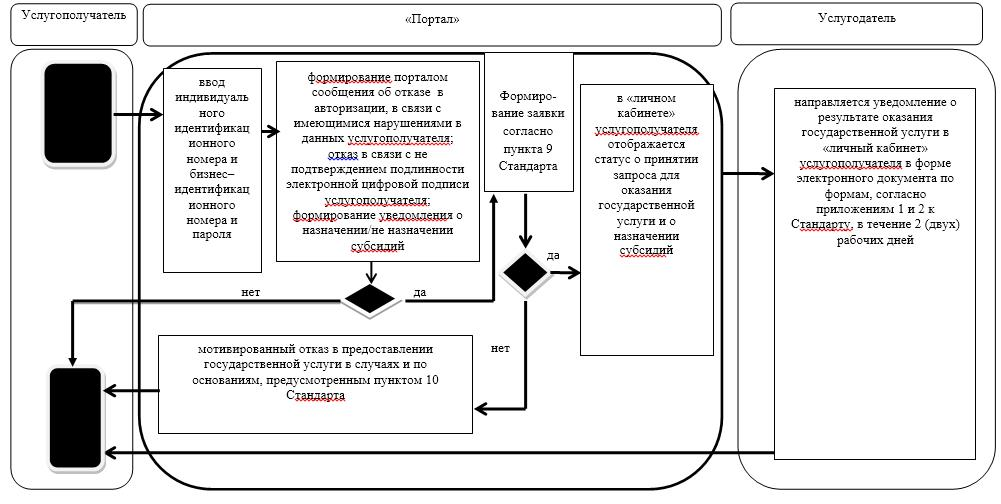 Услугополучатель
«Портал»
Услугодатель
ввод
индивидуаль
ного
идентификац
ионного
номера и
бизнес–
идентификац
ионного
номера и
пароля
формирование порталом
сообщения об отказе в
авторизации, в связи с
имеющимися нарушениями в
данных услугополучателя;
отказ в связи с не
подтверждением подлинности
электронной цифровой подписи
услугополучателя;
формирование уведомления о
назначении/не назначении
субсидий
Формиро-
вание заявки
согласно
пункта 9
Стандарта
в «личном
кабинете»
услугополучателя
отображается
статус о принятии
запроса для
оказания
государственной
услуги и о
назначении
субсидий
направляется уведомление о
результате оказания
государственной услуги в
«личный кабинет»
услугополучателя в форме
электронного документа по
формам, согласно
приложениям 1 и 2 к
Стандарту, в течение 2 (двух)
рабочих дней
да
нет
да
нет
мотивированный отказ в предоставлении
государственной услуги в случаях и по
основаниям, предусмотренным пунктом 10
Стандарта